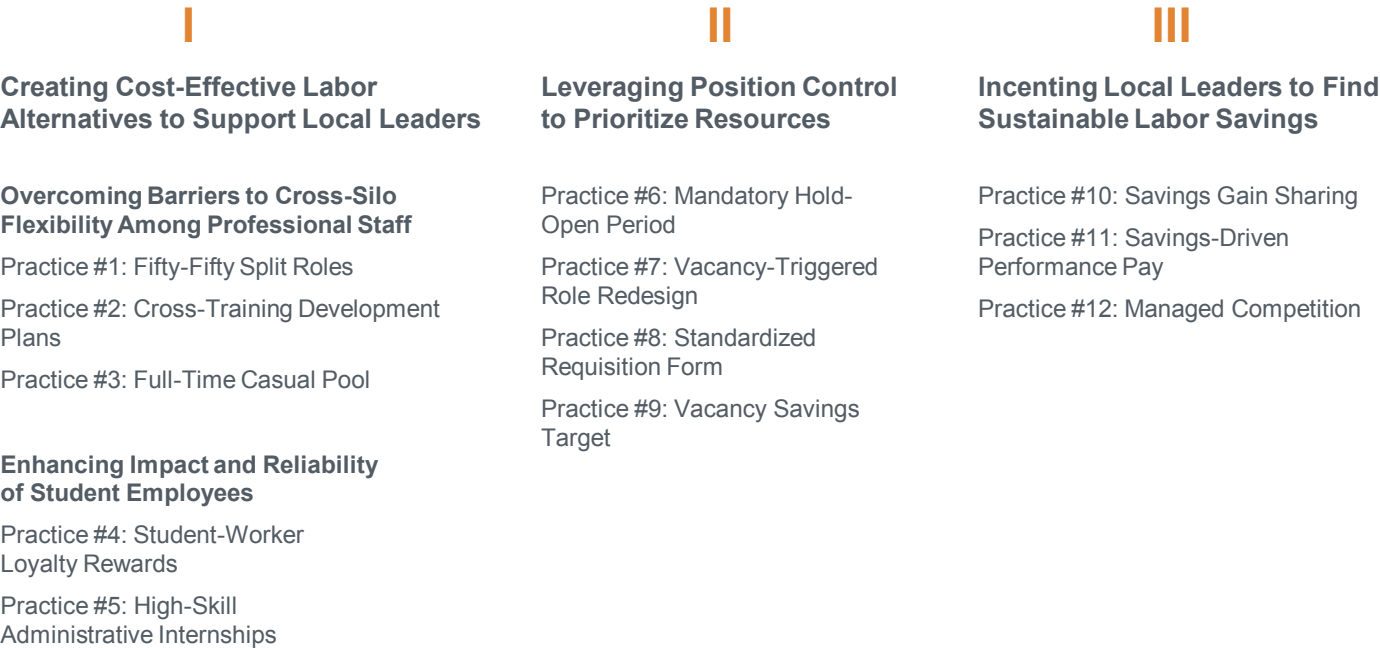 I
Creating Cost-Effective Labor
Alternatives to Support Local Leaders
Overcoming Barriers to Cross-Silo
Flexibility Among Professional Staff
Practice #1: Fifty-Fifty Split Roles
Practice #2: Cross-Training Development
Plans
Practice #3: Full-Time Casual Pool
Enhancing Impact and Reliability
of Student Employees
Practice #4: Student-Worker
Loyalty Rewards
Practice #5: High-Skill
Administrative Internships
II
Leveraging Position Control
to Prioritize Resources
Practice #6: Mandatory Hold-
Open Period
Practice #7: Vacancy-Triggered
Role Redesign
Practice #8: Standardized
Requisition Form
Practice #9: Vacancy Savings
Target
III
Incenting Local Leaders to Find
Sustainable Labor Savings
Practice #10: Savings Gain Sharing
Practice #11: Savings-Driven
Performance Pay
Practice #12: Managed Competition